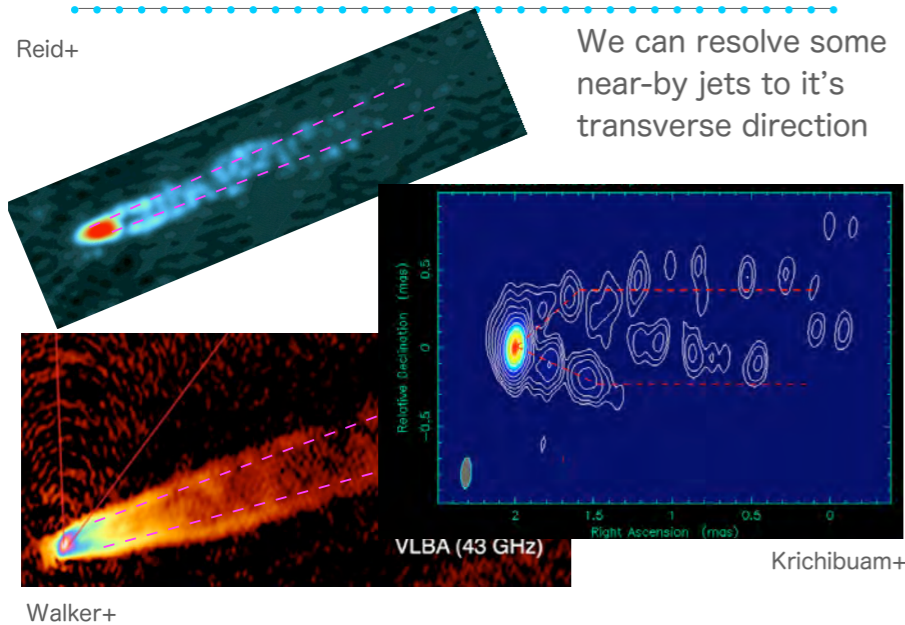 Reid+
We can resolve some
near-by jets to it's
transverse direction
Relative Declination (mas)
0.5
0
−0.5
2
1.5
1
0.5
0
Right Ascension (mas)
VLBA (43 GHz)
Krichibuam+
Walker+